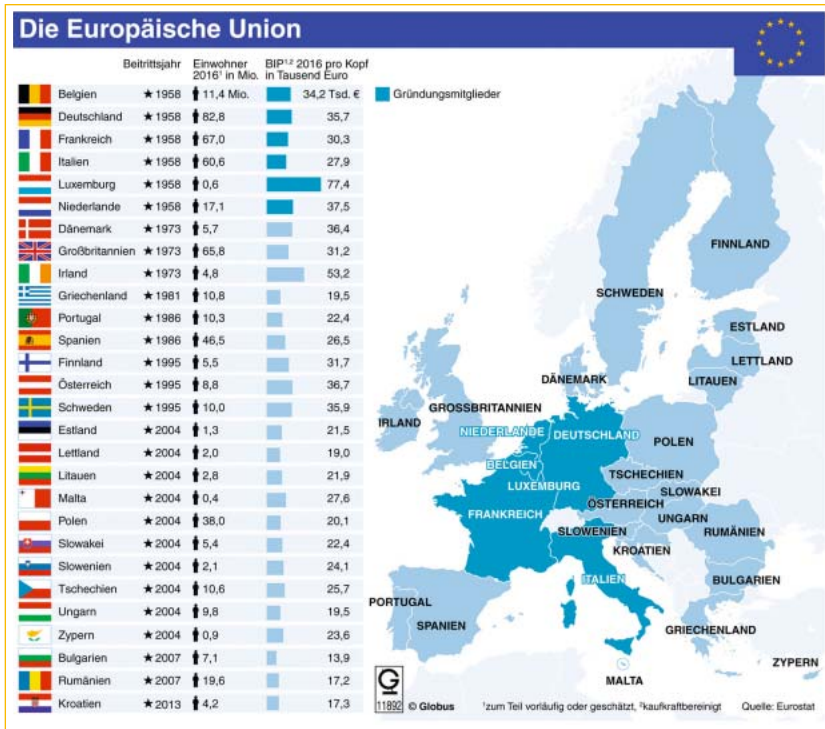 Die Europäische Union
Beitrittsjahr Einwohner 2016¹ in Mio. BIP¹,² 2016 pro Kopf in Tausend Euro
Belgien ★1958 11,4 Mio. 34,2 Tsd. €
Deutschland ★1958 82,8 35,7
Frankreich ★1958 67,0 30,3
Italien ★1958 60,6 27,9
Luxemburg ★1958 0,6 77,4
Niederlande ★1958 17,1 37,5
Dänemark ★1973 5,7 36,4
Großbritannien ★1973 65,8 31,2
Irland ★1973 4,8 53,2
Griechenland ★1981 10,8 19,5
Portugal ★1986 10,3 22,4
Spanien ★1986 46,5 26,5
Finnland ★1995 5,5 31,7
Österreich ★1995 8,8 36,7
Schweden ★1995 10,0 35,9
Estland ★2004 1,3 21,5
Lettland ★2004 2,0 19,0
Litauen ★2004 2,8 21,9
Malta ★2004 0,4 27,6
Polen ★2004 38,0 20,1
Slowakei ★2004 5,4 22,4
Slowenien ★2004 2,1 24,1
Tschechien ★2004 10,6 25,7
Ungarn ★2004 9,8 19,5
Zypern ★2004 0,9 23,6
Bulgarien ★2007 7,1 13,9
Rumänien ★2007 19,6 17,2
Kroatien ★2013 4,2 17,3
Gründungsmitglieder
FINNLAND
SCHWEDEN
ESTLAND
LETTLAND
DÄNEMARK
LITAUEN
GROSSBRITANNIEN
IRLAND
NIEDERLANDE
DEUTSCHLAND
POLEN
BELGIEN
TSCHECHIEN
LUXEMBURG
SLOWAKEI
ÖSTERREICH
FRANKREICH
UNGARN
SLOWENIEN
RUMÄNIEN
KROATIEN
ITALIEN
BULGARIEN
PORTUGAL
SPANIEN
GRIECHENLAND
ZYPERN
MALTA
G
11892 © Globus ¹zum Teil vorläufig oder geschätzt, ²kaufkraftbereinigt Quelle: Eurostat